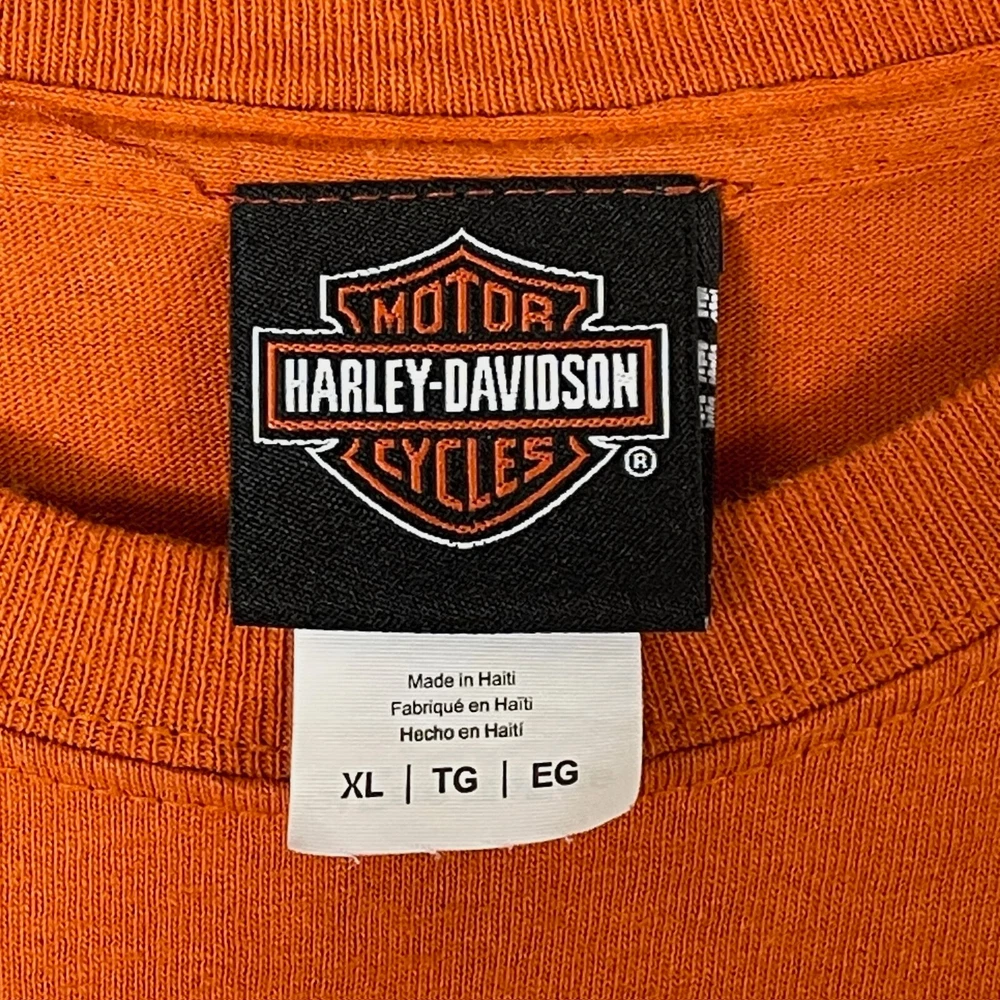 MOTOR
HARLEY-DAVIDSON
CYCLES
®
Made in Haiti
Fabriqué en Haïti
Hecho en Haití
XL | TG | EG